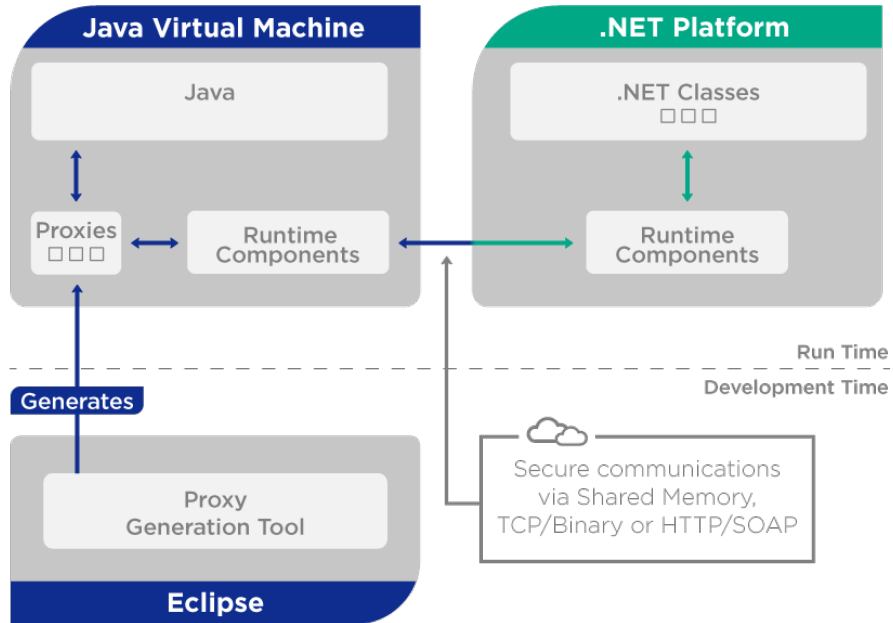 Java Virtual Machine
.NET Platform
Java
.NET Classes
Proxies
Runtime
Components
Runtime
Components
Run Time
Development Time
Generates
Proxy
Generation Tool
Secure communications
via Shared Memory,
TCP/Binary or HTTP/SOAP
Eclipse